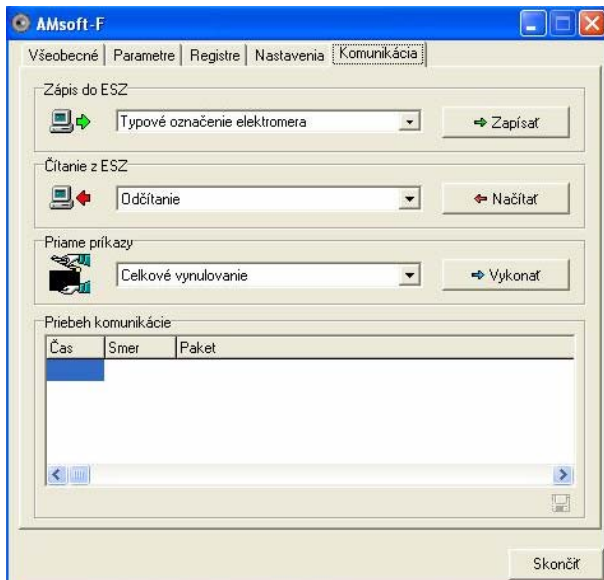 AMsoft-F
Všeobecné Parametre Registre Nastavenia Komunikácia
Zápis do ESZ
Typové označenie elektromera Zapísať
Čítanie z ESZ
Odčítanie Načítať
Priame príkazy
Celkové vynulovanie Vykonať
Priebeh komunikácie
Čas Smer Paket
Skončiť